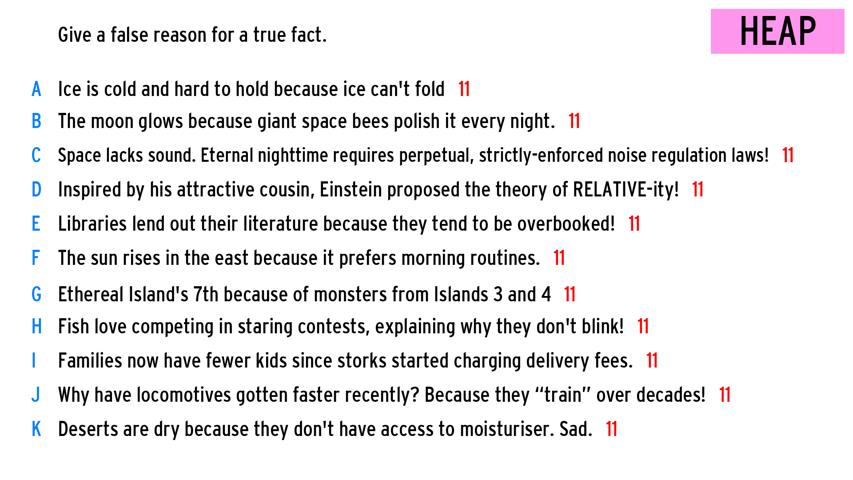 Give a false reason for a true fact.
HEAP
A Ice is cold and hard to hold because ice can't fold 11
B The moon glows because giant space bees polish it every night. 11
C Space lacks sound. Eternal nighttime requires perpetual, strictly-enforced noise regulation laws! 11
D Inspired by his attractive cousin, Einstein proposed the theory of RELATIVE-ity! 11
E Libraries lend out their literature because they tend to be overbooked! 11
F The sun rises in the east because it prefers morning routines. 11
G Ethereal Island's 7th because of monsters from Islands 3 and 4 11
H Fish love competing in staring contests, explaining why they don't blink! 11
I Families now have fewer kids since storks started charging delivery fees. 11
J Why have locomotives gotten faster recently? Because they “train” over decades! 11
K Deserts are dry because they don't have access to moisturiser. Sad. 11